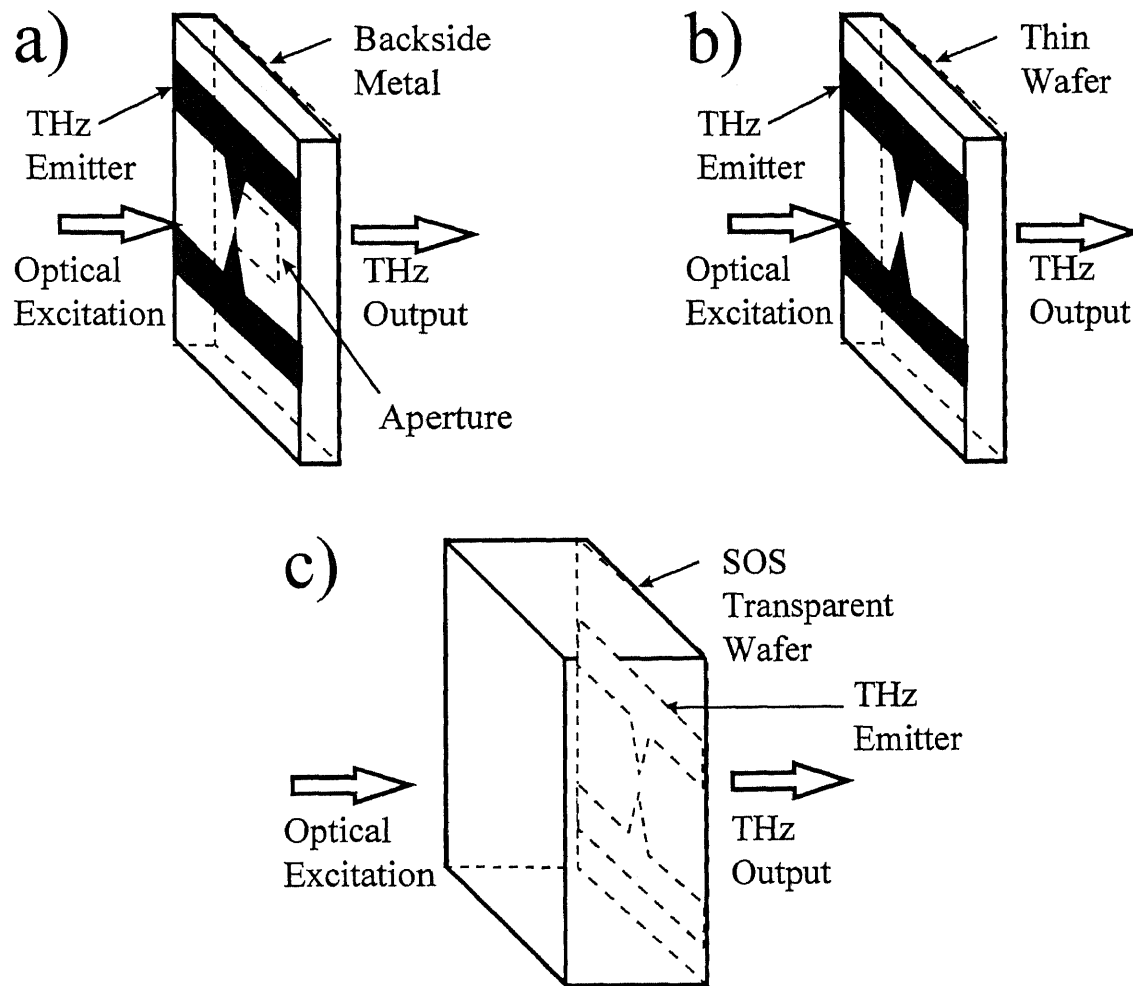 a)
Backside
Metal
THz
Emitter
Optical
Excitation
THz
Output
Aperture
b)
Thin
Wafer
THz
Emitter
Optical
Excitation
THz
Output
c)
SOS
Transparent
Wafer
THz
Emitter
Optical
Excitation
THz
Output